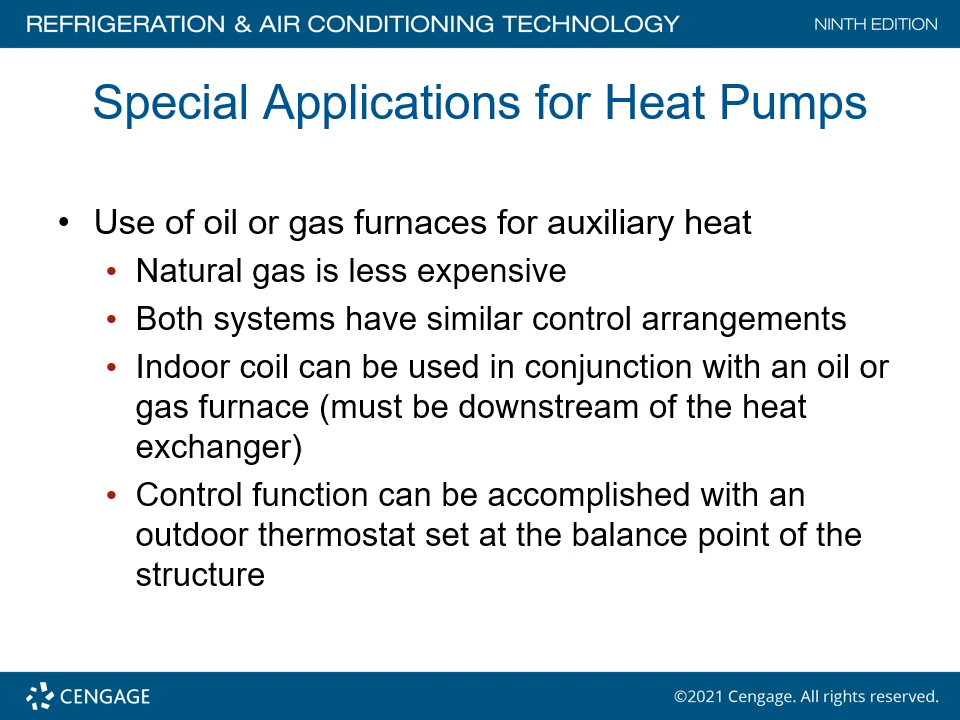 REFRIGERATION & AIR CONDITIONING TECHNOLOGY NINTH EDITION
Special Applications for Heat Pumps
• Use of oil or gas furnaces for auxiliary heat
• Natural gas is less expensive
• Both systems have similar control arrangements
• Indoor coil can be used in conjunction with an oil or
gas furnace (must be downstream of the heat
exchanger)
• Control function can be accomplished with an
outdoor thermostat set at the balance point of the
structure
CENGAGE ©2021 Cengage. All rights reserved.